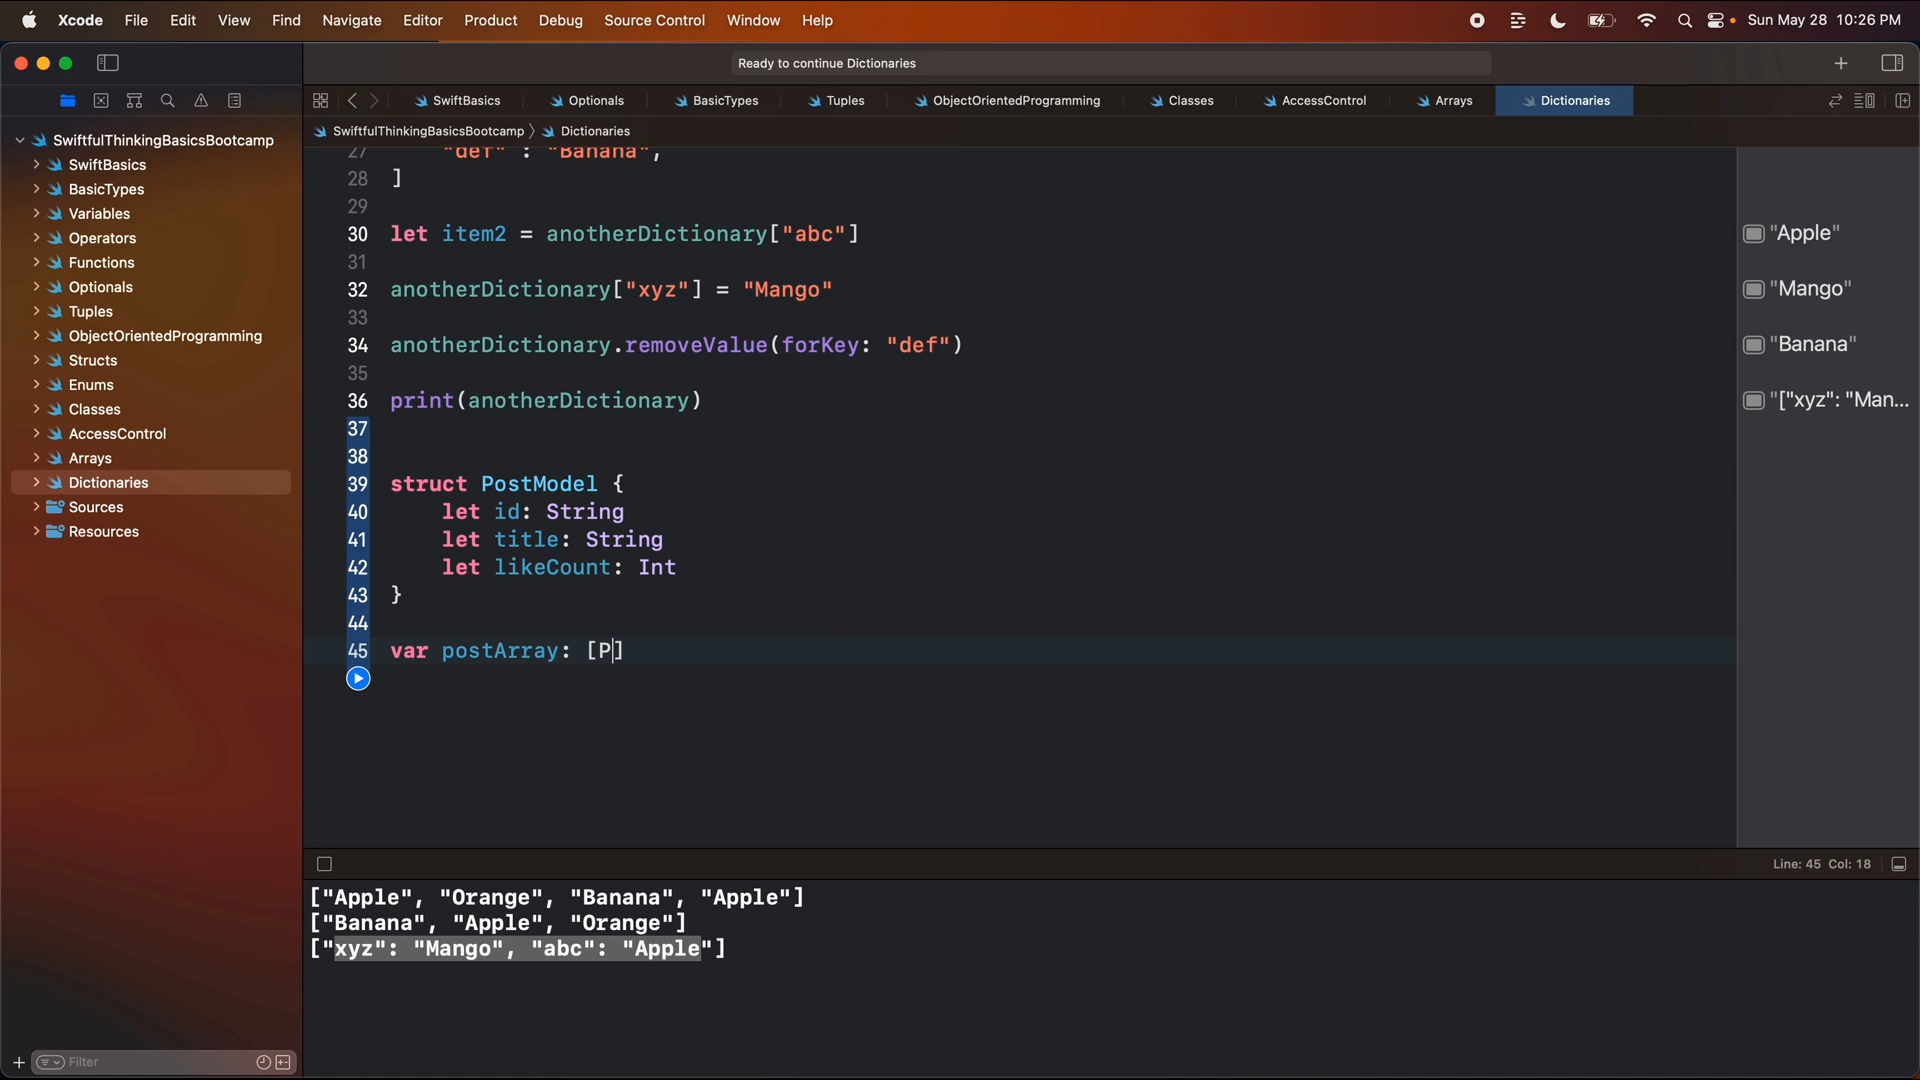 Xcode File Edit View Find Navigate Editor Product Debug Source Control Window Help Sun May 28 10:26 PM
Ready to continue Dictionaries
SwiftBasics Optionals BasicTypes Tuples ObjectOrientedProgramming Classes AccessControl Arrays Dictionaries
SwiftfulThinkingBasicsBootcamp Dictionaries
SwiftfulThinkingBasicsBootcamp
SwiftBasics
BasicTypes
Variables
Operators
Functions
Optionals
Tuples
ObjectOrientedProgramming
Structs
Enums
Classes
AccessControl
Arrays
Dictionaries
Sources
Resources
Filter
27 "def" : "Banana",
28 ]
29
30 let item2 = anotherDictionary["abc"]
31
32 anotherDictionary["xyz"] = "Mango"
33
34 anotherDictionary.removeValue(forKey: "def")
35
36 print(anotherDictionary)
37
38
39 struct PostModel {
40 let id: String
41 let title: String
42 let likeCount: Int
43 }
44
45 var postArray: [P]
"Apple"
"Mango"
"Banana"
"["xyz": "Man...
Line: 45 Col: 18
["Apple", "Orange", "Banana", "Apple"]
["Banana", "Apple", "Orange"]
["xyz": "Mango", "abc": "Apple"]